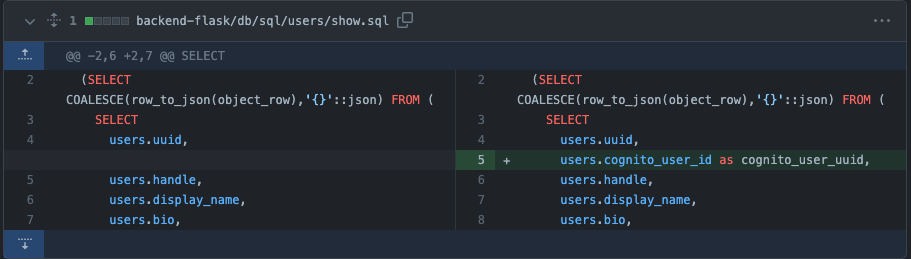 1 backend-flask/db/sql/users/show.sql
@@ -2,6 +2,7 @@ SELECT
2 (SELECT
COALESCE(row_to_json(object_row),'{}'::json) FROM (
3 SELECT
4 users.uuid,
5 users.handle,
6 users.display_name,
7 users.bio,
2 (SELECT
COALESCE(row_to_json(object_row),'{}'::json) FROM (
3 SELECT
4 users.uuid,
5 + users.cognito_user_id as cognito_user_uuid,
6 users.handle,
7 users.display_name,
8 users.bio,